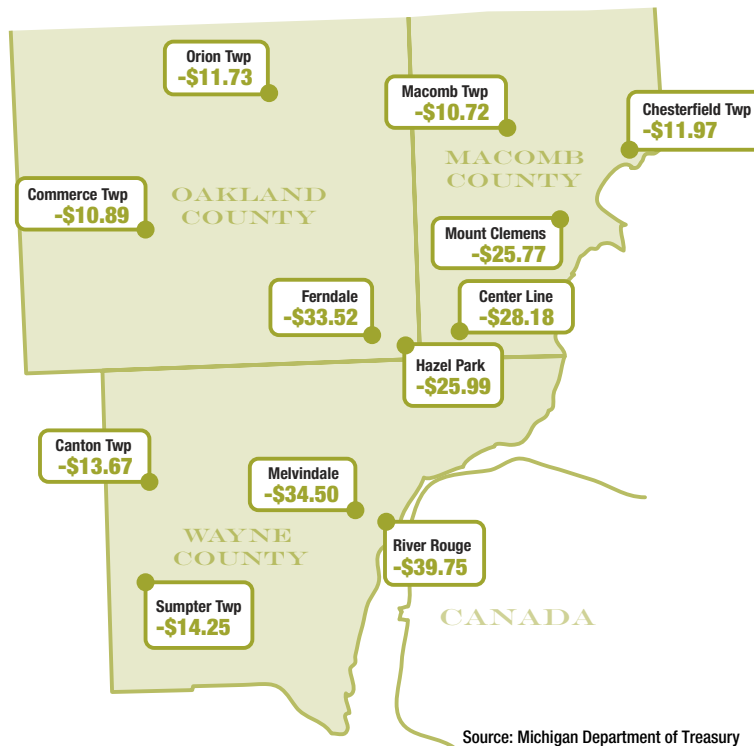 Orion Twp
-$11.73
Macomb Twp
-$10.72
Chesterfield Twp
-$11.97
MACOMB
COUNTY
Commerce Twp
-$10.89
OAKLAND
COUNTY
Mount Clemens
-$25.77
Ferndale
-$33.52
Center Line
-$28.18
Hazel Park
-$25.99
Canton Twp
-$13.67
Melvindale
-$34.50
WAYNE
COUNTY
River Rouge
-$39.75
Sumpter Twp
-$14.25
CANADA
Source: Michigan Department of Treasury